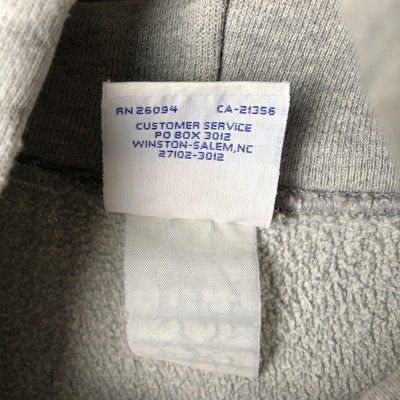 RN 26094 CA-21356
CUSTOMER SERVICE
PO BOX 3012
WINSTON-SALEM,NC
27102-3012